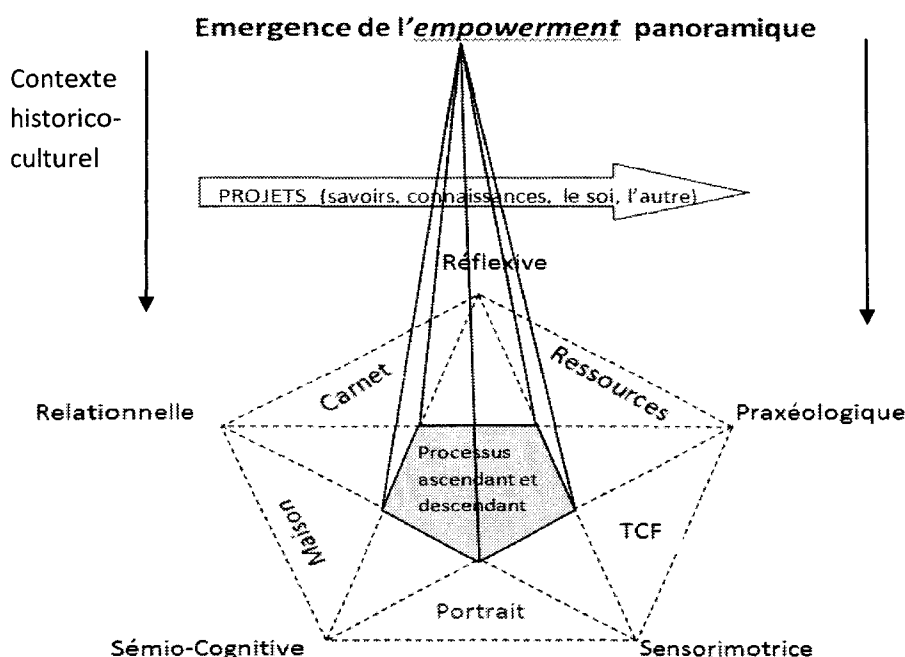 Emergence de l'empowerment panoramique
Contexte
historico-
culturel
PROJETS (savoirs, connaissances, le soi, l'autre)
Réflexive
Carnet
Ressources
Relationnelle
Praxéologique
Processus
ascendant et
descendant
Maison
TCF
Portrait
Sémio-Cognitive
Sensorimotrice